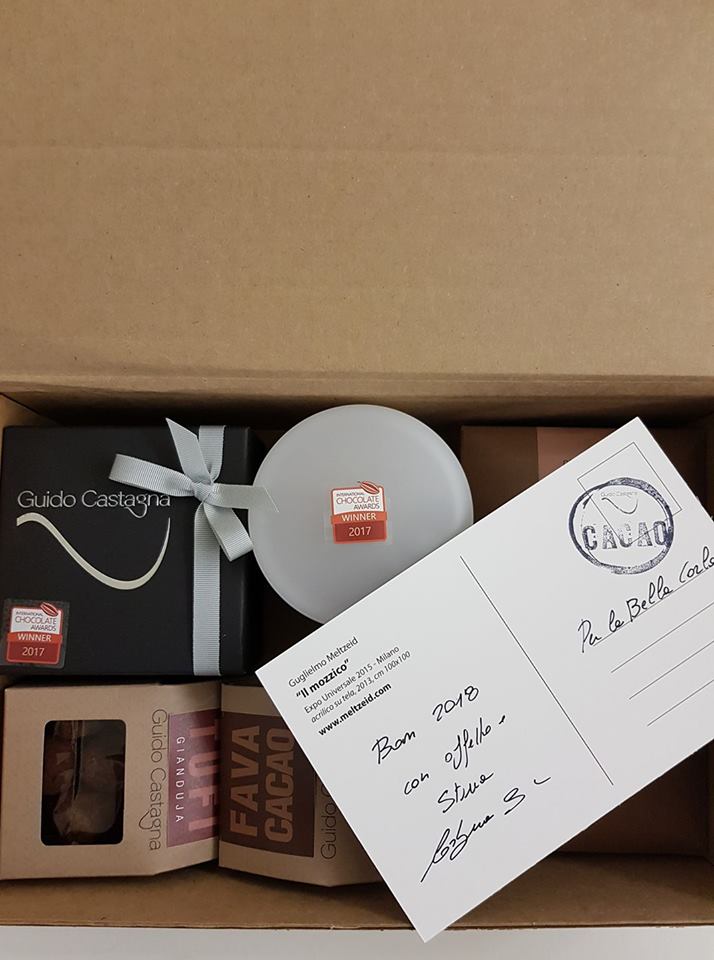 Guido Castagna
INTERNATIONAL
CHOCOLATE
AWARDS
WINNER
2017
INTERNATIONAL
CHOCOLATE
AWARDS
WINNER
2017
Guido Castagna
CACAO
Per la Bella Carla
Guglielmo Meltzeid
"Il mozzico"
Expo Universale 2015 - Milano
acrilico su tela, 2013, cm 100x100
www.meltzeid.com
Buon 2018
con affetto e
Stima
Guido Castagna
GIANDUJA
TUFI
FAVA
CACAO
Guido